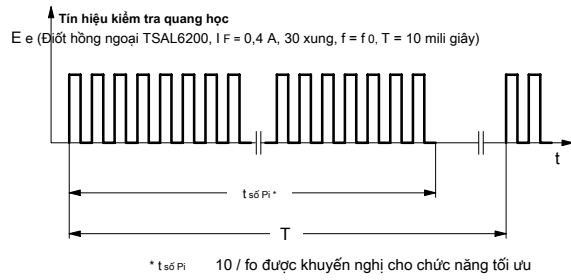 Tín hiệu kiểm tra quang học
E e (Điốt hồng ngoại TSAL6200, I F = 0,4 A, 30 xung, f = f 0, T = 10 mili giây)
t
t số Pi *
T
* t số Pi 10 / fo được khuyến nghị cho chức năng tối ưu